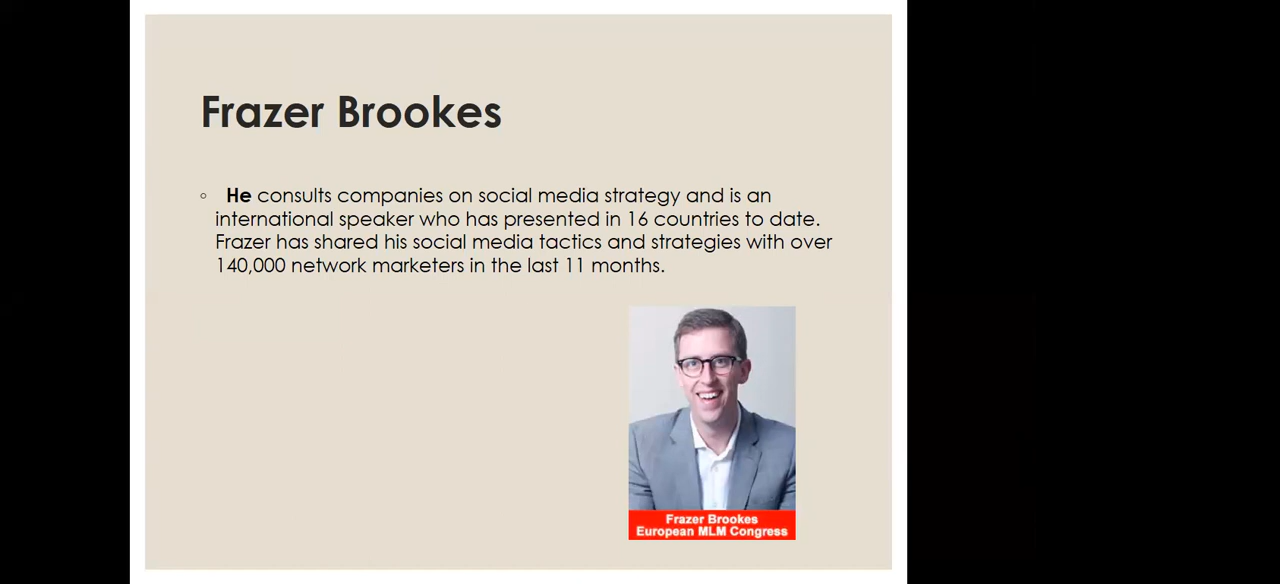 Frazer Brookes
He consults companies on social media strategy and is an
international speaker who has presented in 16 countries to date.
Frazer has shared his social media tactics and strategies with over
140,000 network marketers in the last 11 months.
Frazer Brookes
European MLM Congress